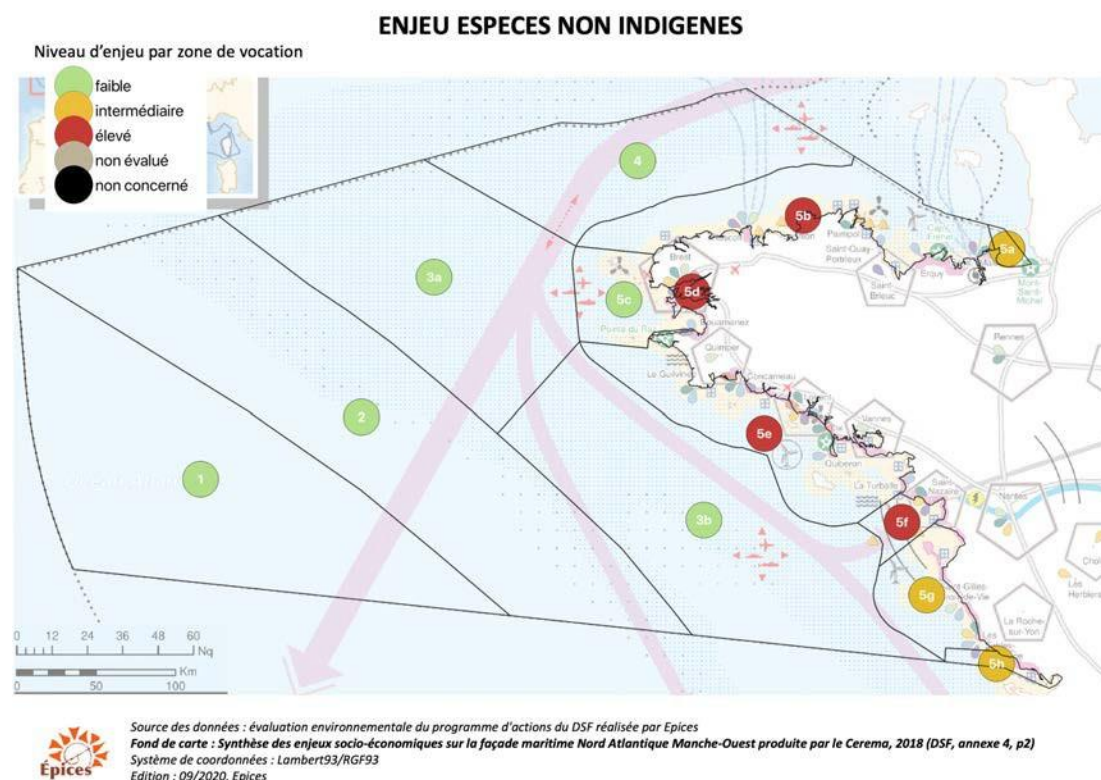 ENJEU ESPECES NON INDIGENES
Niveau d'enjeu par zone de vocation
faible
intermédiaire
élevé
non évalué
non concerné
4
5b
5a
3a
5c
5d
2
5e
1
3b
5f
5g
5h
Brest
Paimpol
Saint-Quay-
Portrieux
Erquy
Saint-
Brieuc
Mont-
Saint-
Michel
Rennes
Pointe du Raz
Douarnenez
Quimper
Le Guilvinec
Concarneau
Vannes
Quiberon
La Turballe
Saint-
Nazaire
Nantes
Les
Herbiers
La Roche-
sur-Yon
0 12 24 36 48 60
Nq
Km
0 50 100
Épices
Source des données : évaluation environnementale du programme d'actions du DSF réalisée par Epices
Fond de carte : Synthèse des enjeux socio-économiques sur la façade maritime Nord Atlantique Manche-Ouest produite par le Cerema, 2018 (DSF, annexe 4, p2)
Système de coordonnées : Lambert93/RGF93
Edition : 09/2020, Epices